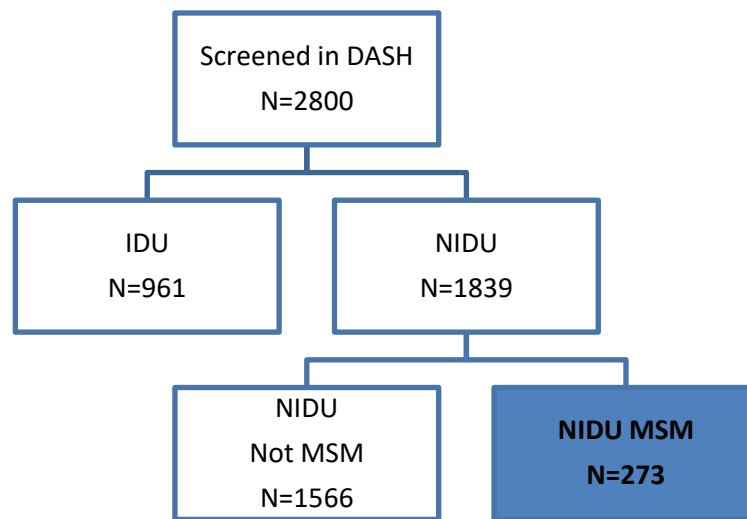 Screened in DASH
N=2800
IDU
N=961
NIDU
N=1839
NIDU
Not MSM
N=1566
NIDU MSM
N=273